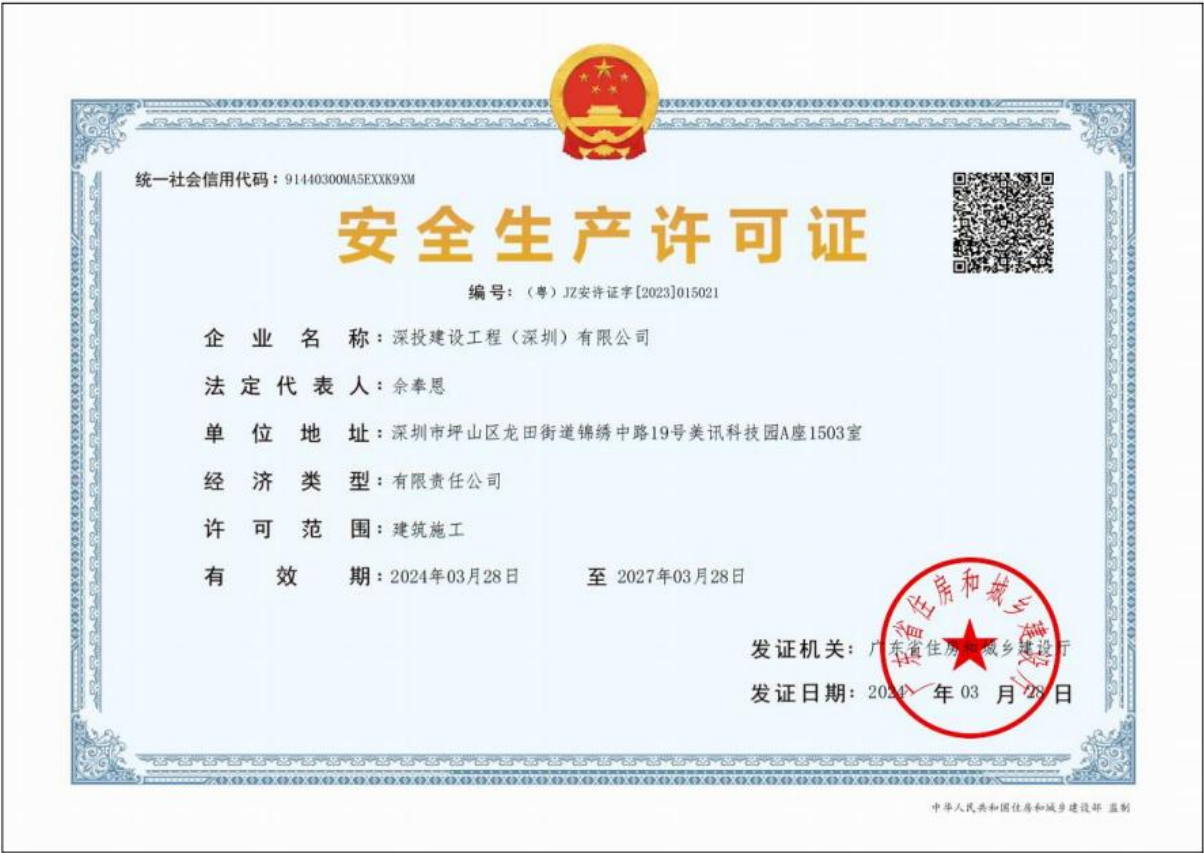 统一社会信用代码：91440300MA5EXXK9XM
安全生产许可证
编号：（粤）JZ安许证字[2023]015021
企业名称：深投建设工程（深圳）有限公司
法定代表人：佘奉恩
单位地址：深圳市坪山区龙田街道锦绣中路19号美讯科技园A座1503室
经济类型：有限责任公司
许可范围：建筑施工
有效期：2024年03月28日 至 2027年03月28日
发证机关：广东省住房和城乡建设厅
发证日期：2024年03月28日
广东省住房和城乡建设厅
中华人民共和国住房和城乡建设部 监制